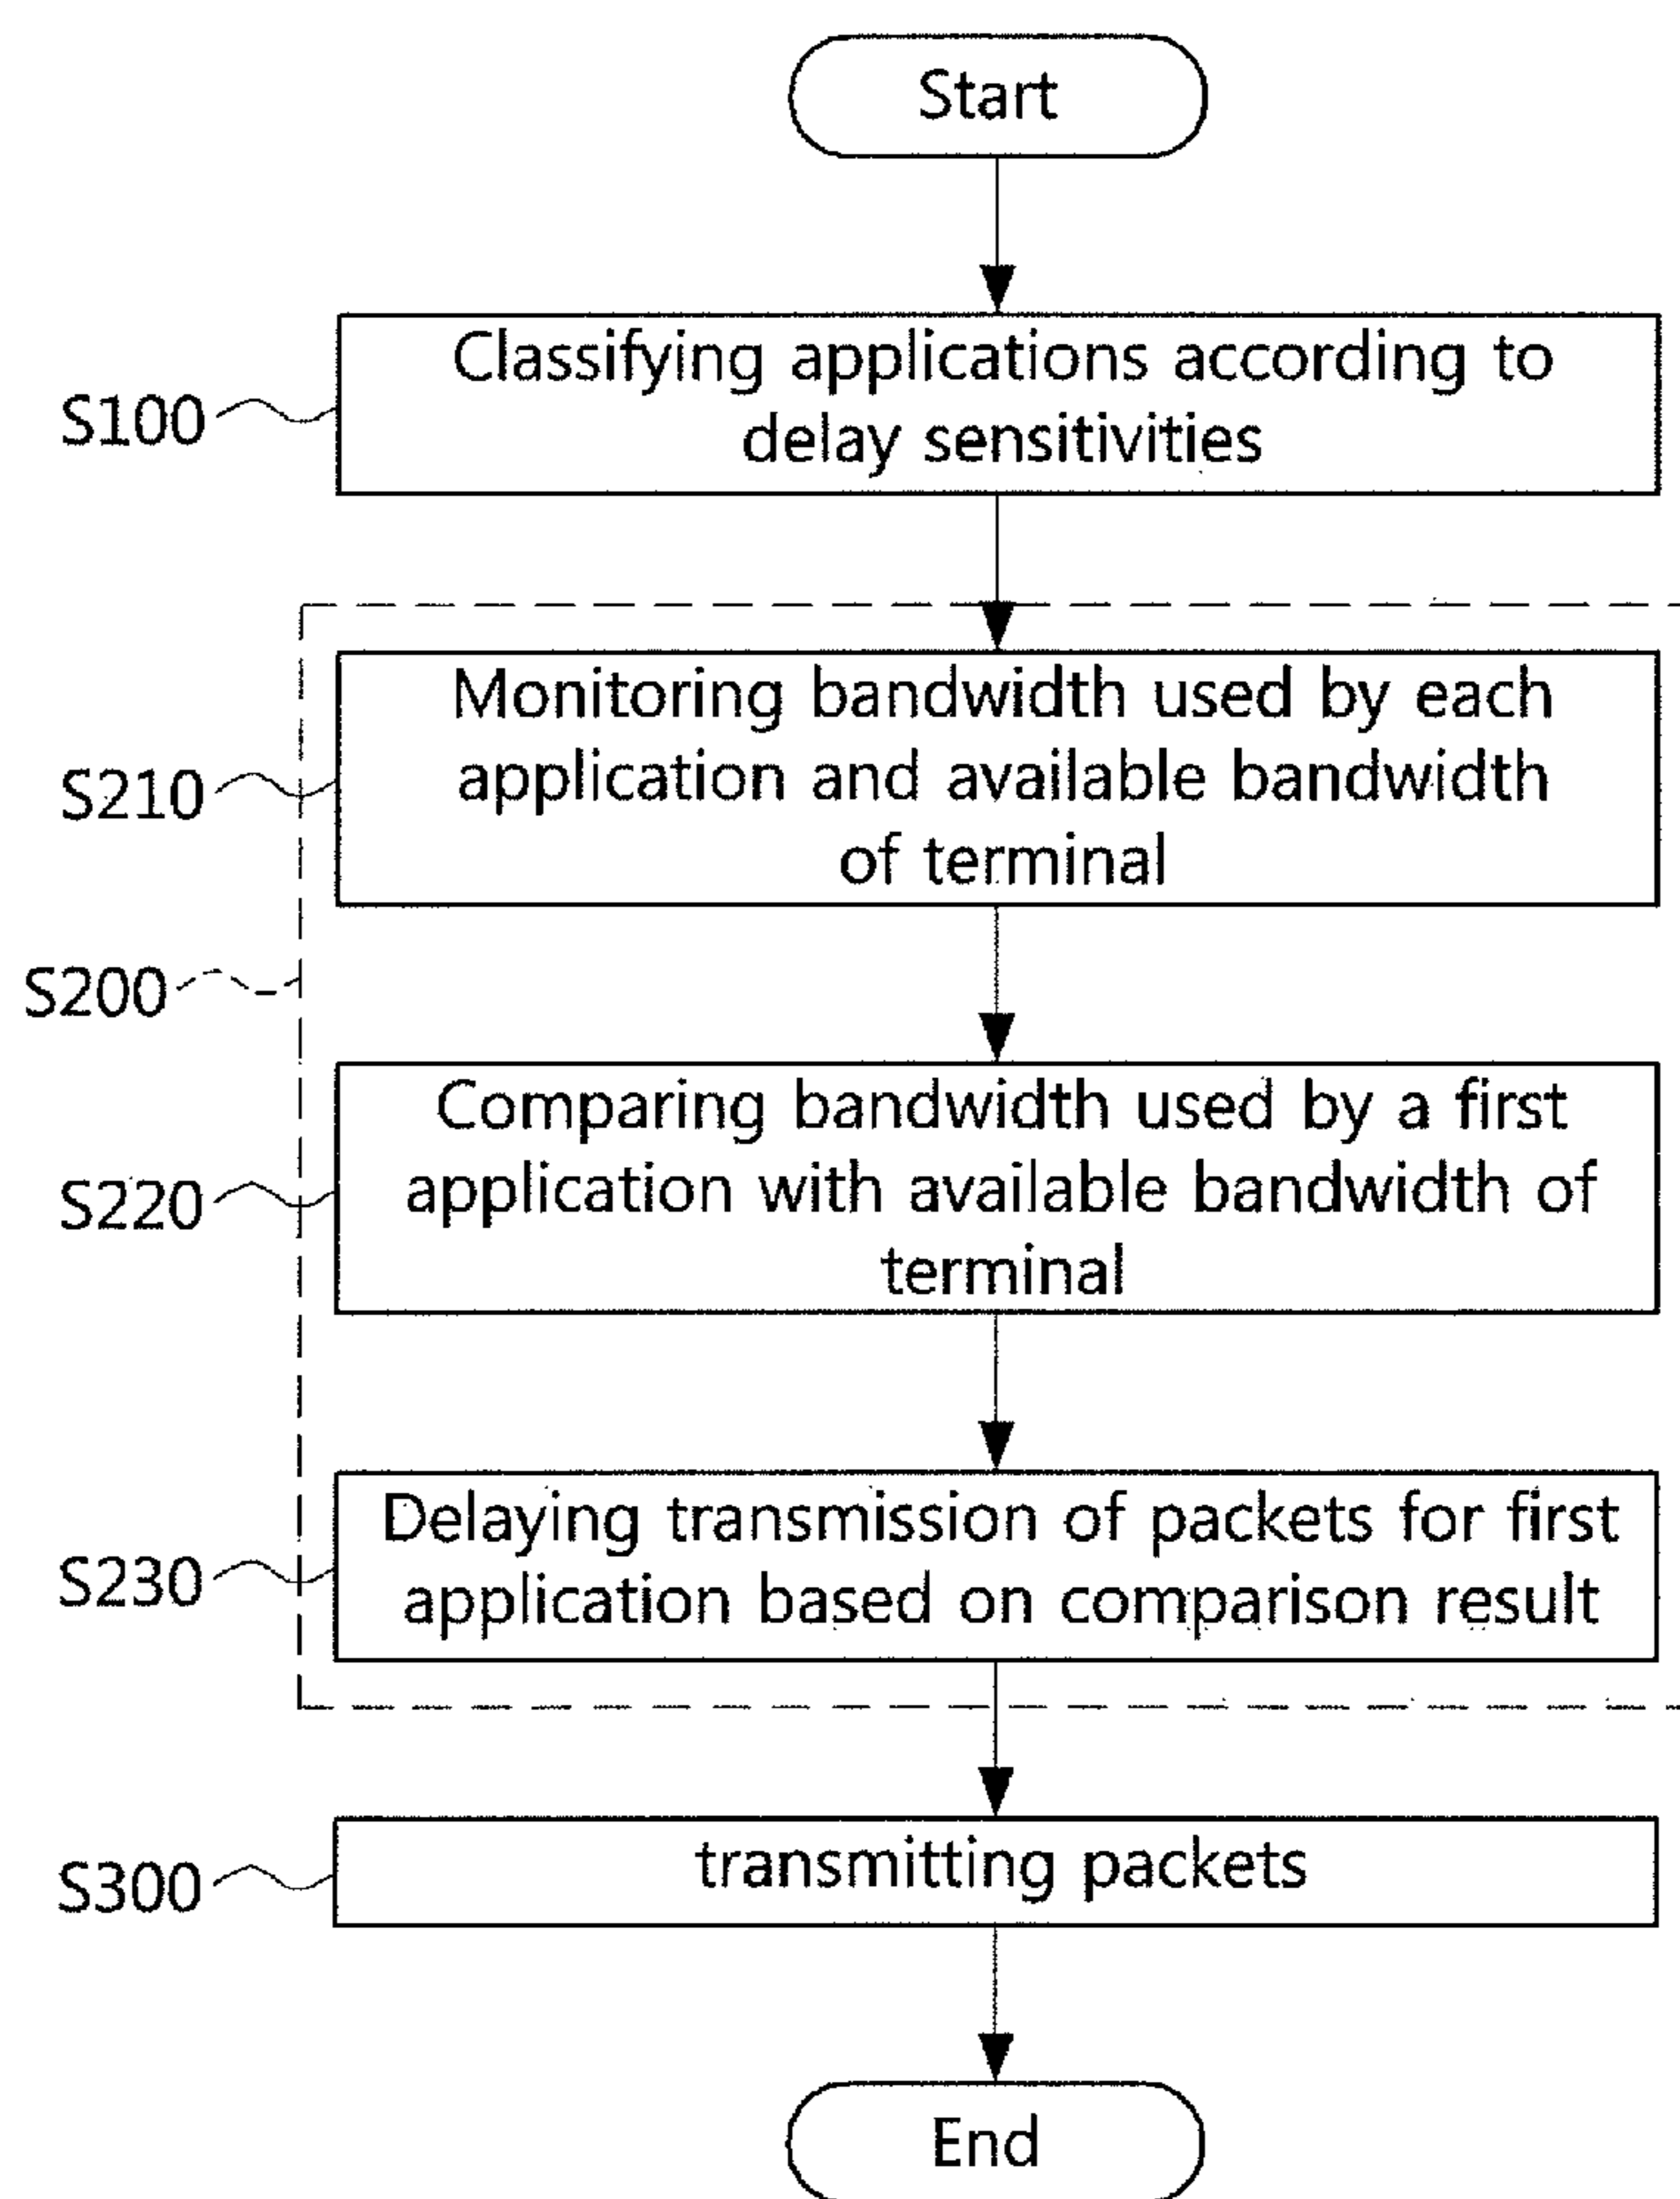 Start
S100
Classifying applications according to
delay sensitivities
S210
Monitoring bandwidth used by each
application and available bandwidth
of terminal
S200
S220
Comparing bandwidth used by a first
application with available bandwidth of
terminal
S230
Delaying transmission of packets for first
application based on comparison result
S300
transmitting packets
End